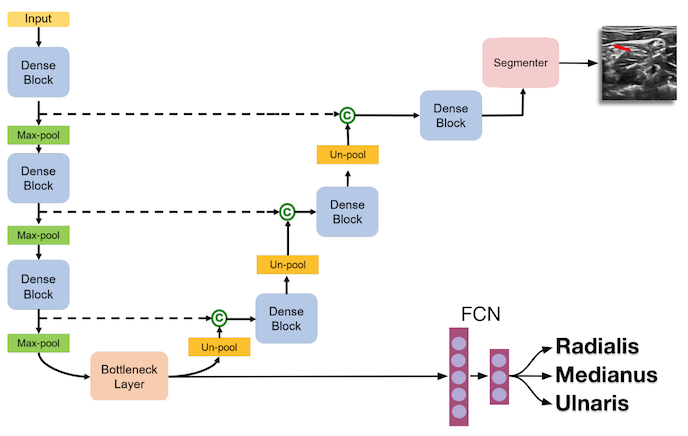 Input
Dense
Block
Max-pool
Dense
Block
Max-pool
Dense
Block
Max-pool
Bottleneck
Layer
Un-pool
C
Dense
Block
Un-pool
C
Dense
Block
Un-pool
C
Dense
Block
Segmenter
FCN
Radialis
Medianus
Ulnaris